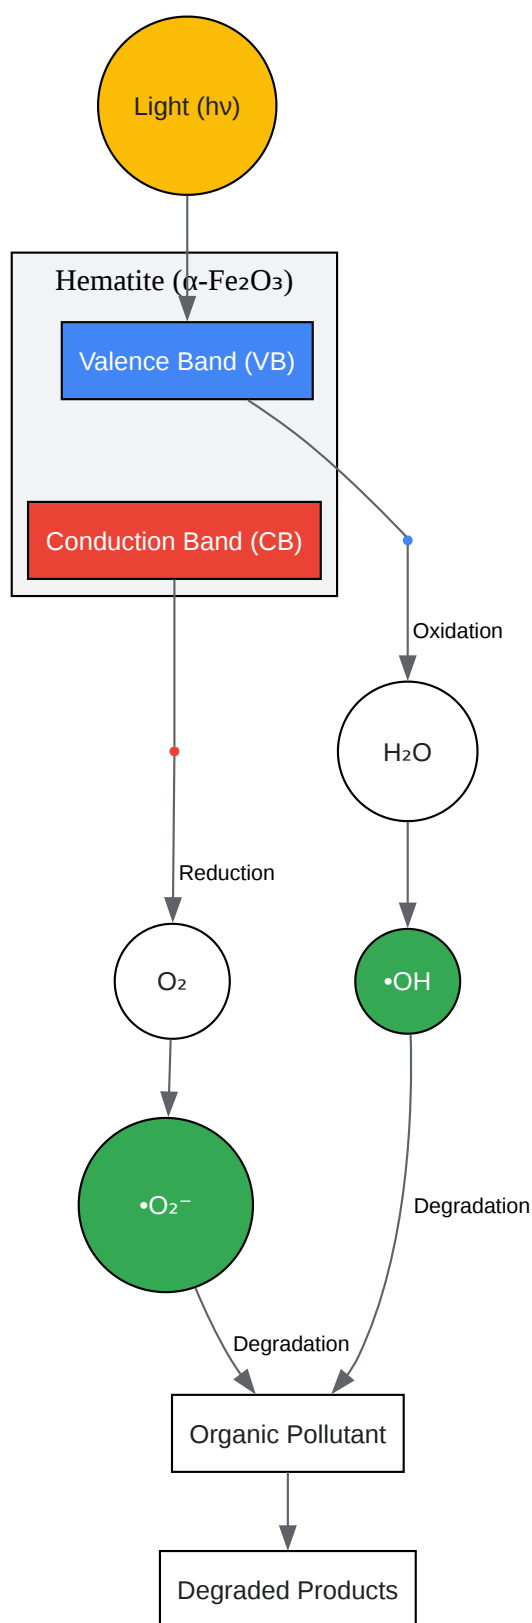 Light (hν)
Hematite (α-Fe₂O₃)
Valence Band (VB)
Conduction Band (CB)
Oxidation
H₂O
Reduction
O₂
•OH
•O₂⁻
Degradation
Degradation
Organic Pollutant
Degraded Products